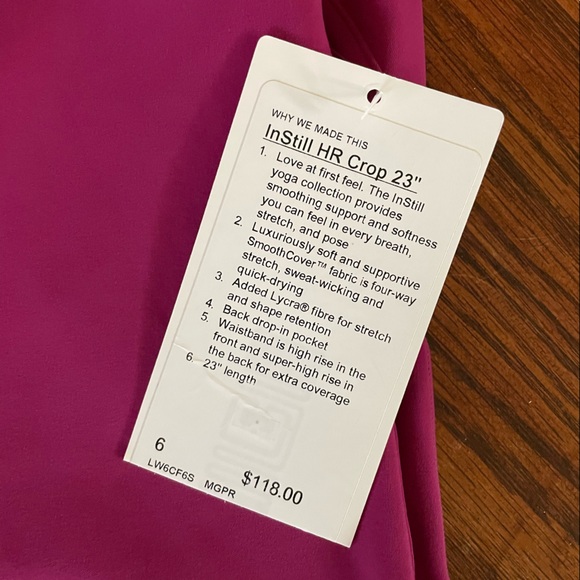 WHY WE MADE THIS
InStill HR Crop 23"
1. Love at first feel. The InStill
yoga collection provides
smoothing support and softness
you can feel in every breath,
stretch, and pose
2. Luxuriously soft and supportive
SmoothCover™ fabric is four-way
stretch, sweat-wicking and
quick-drying
3. Added Lycra® fibre for stretch
and shape retention
4. Back drop-in pocket
5. Waistband is high rise in the
front and super-high rise in
the back for extra coverage
6. 23" length
6
LW6CF6S MGPR $118.00